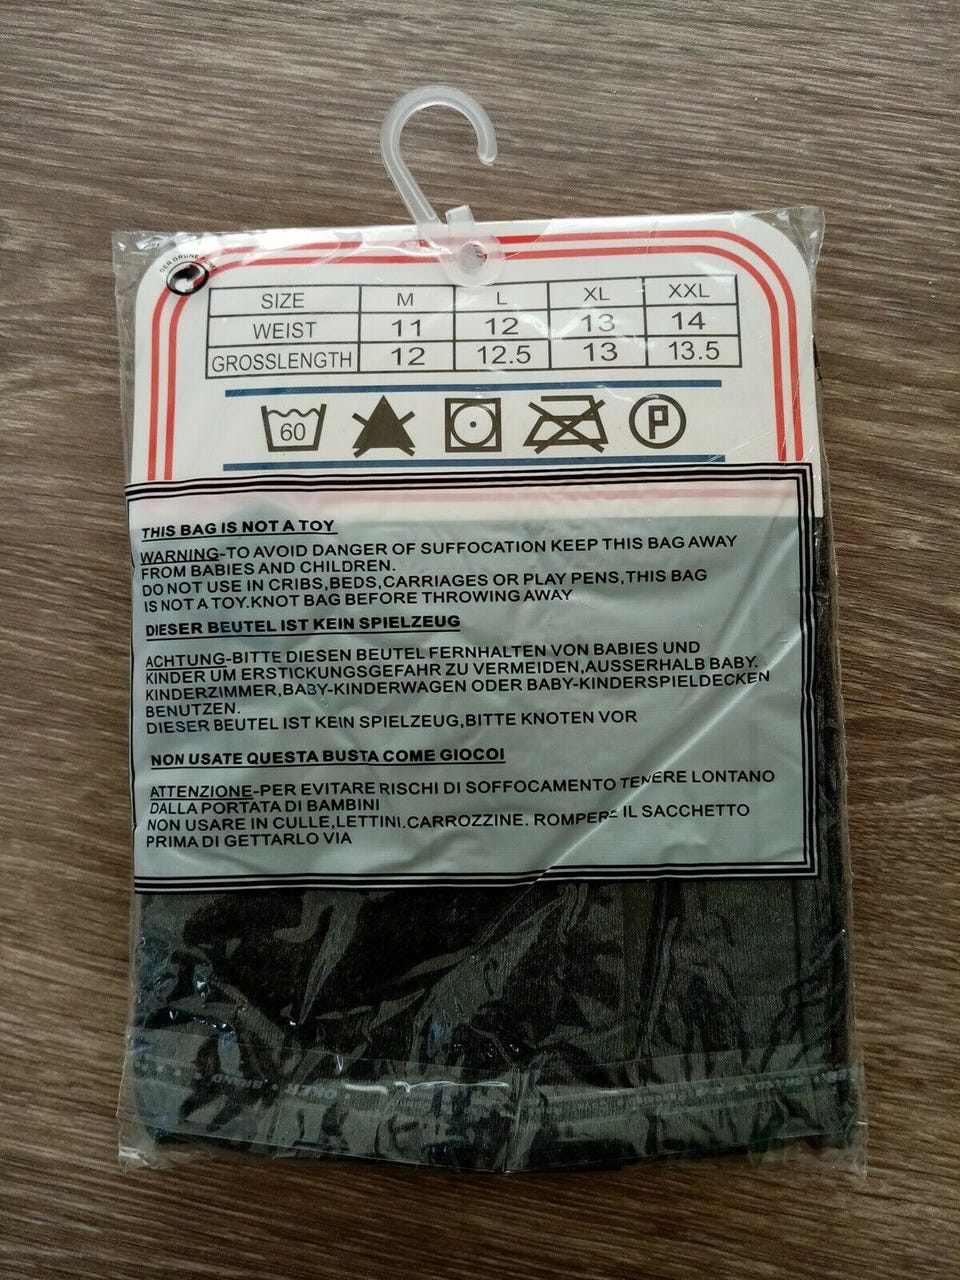 DER GRÜNE PUNKT
SIZE M L XL XXL
WEIST 11 12 13 14
GROSSLENGTH 12 12.5 13 13.5
60
P
THIS BAG IS NOT A TOY
WARNING-TO AVOID DANGER OF SUFFOCATION KEEP THIS BAG AWAY
FROM BABIES AND CHILDREN.
DO NOT USE IN CRIBS,BEDS,CARRIAGES OR PLAY PENS,THIS BAG
IS NOT A TOY.KNOT BAG BEFORE THROWING AWAY
DIESER BEUTEL IST KEIN SPIELZEUG
ACHTUNG-BITTE DIESEN BEUTEL FERNHALTEN VON BABIES UND
KINDER UM ERSTICKUNGSGEFAHR ZU VERMEIDEN,AUSSERHALB BABY.
KINDERZIMMER,BABY-KINDERWAGEN ODER BABY-KINDERSPIELDECKEN
BENUTZEN.
DIESER BEUTEL IST KEIN SPIELZEUG,BITTE KNOTEN VOR
NON USATE QUESTA BUSTA COME GIOCOI
ATTENZIONE-PER EVITARE RISCHI DI SOFFOCAMENTO TENERE LONTANO
DALLA PORTATA DI BAMBINI
NON USARE IN CULLE,LETTINI.CARROZZINE. ROMPERE IL SACCHETTO
PRIMA DI GETTARLO VIA